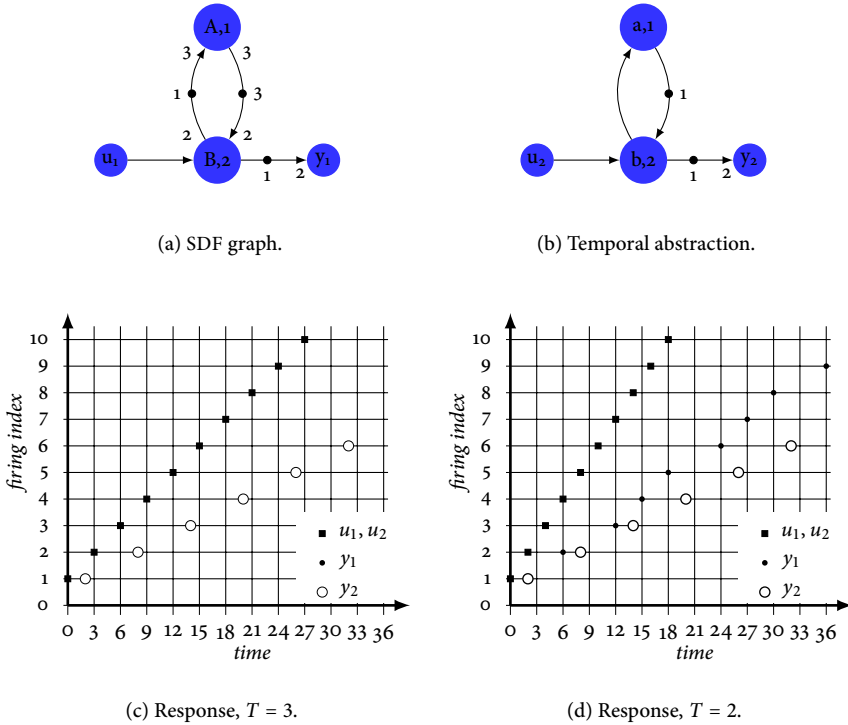 A,1
3 3
1 3
2 2
u1 B,2 y1
1 2
(a) SDF graph.
a,1
1
u2 b,2 y2
1 2
(b) Temporal abstraction.
10
9
8
7
6
5
4
3
2
1
0
firing index
u1, u2
y1
y2
0 3 6 9 12 15 18 21 24 27 30 33 36
time
(c) Response, T = 3.
10
9
8
7
6
5
4
3
2
1
0
firing index
u1, u2
y1
y2
0 3 6 9 12 15 18 21 24 27 30 33 36
time
(d) Response, T = 2.